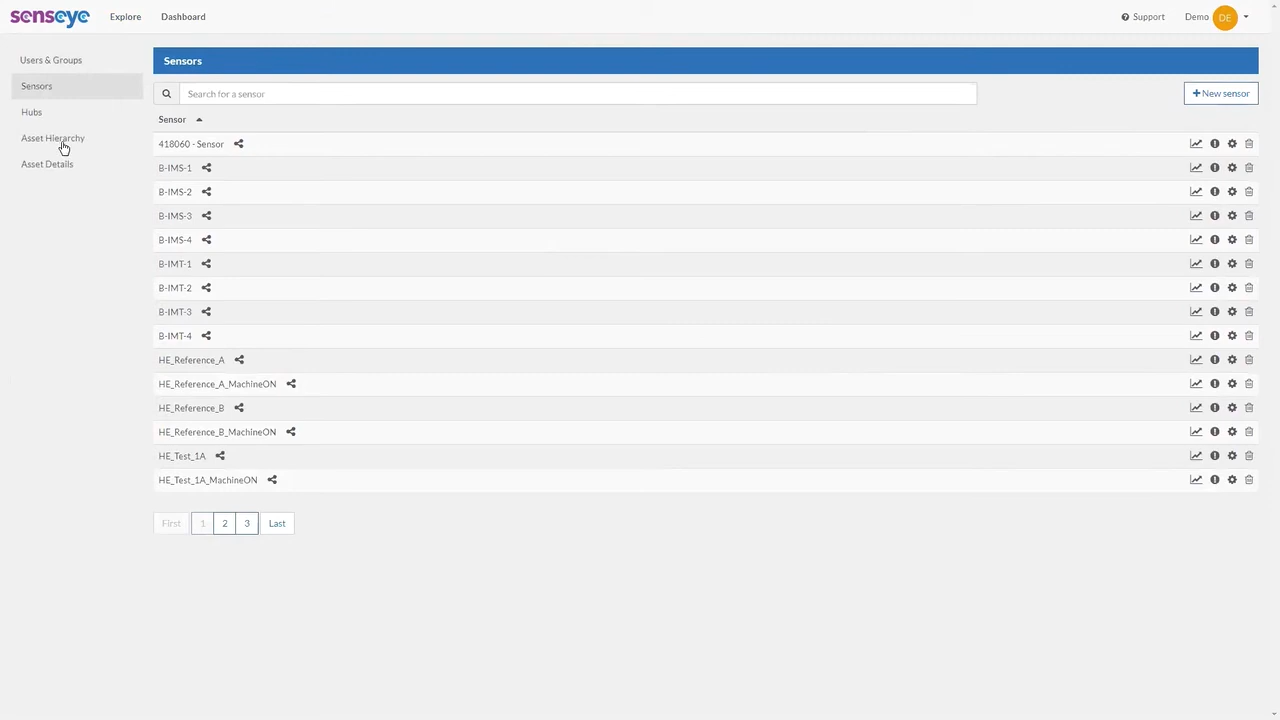 senseye Explore Dashboard Support Demo DE
Users & Groups
Sensors
Hubs
Asset Hierarchy
Asset Details
Sensors
Search for a sensor
New sensor
Sensor
418060 - Sensor
B-IMS-1
B-IMS-2
B-IMS-3
B-IMS-4
B-IMT-1
B-IMT-2
B-IMT-3
B-IMT-4
HE_Reference_A
HE_Reference_A_MachineON
HE_Reference_B
HE_Reference_B_MachineON
HE_Test_1A
HE_Test_1A_MachineON
First 1 2 3 Last